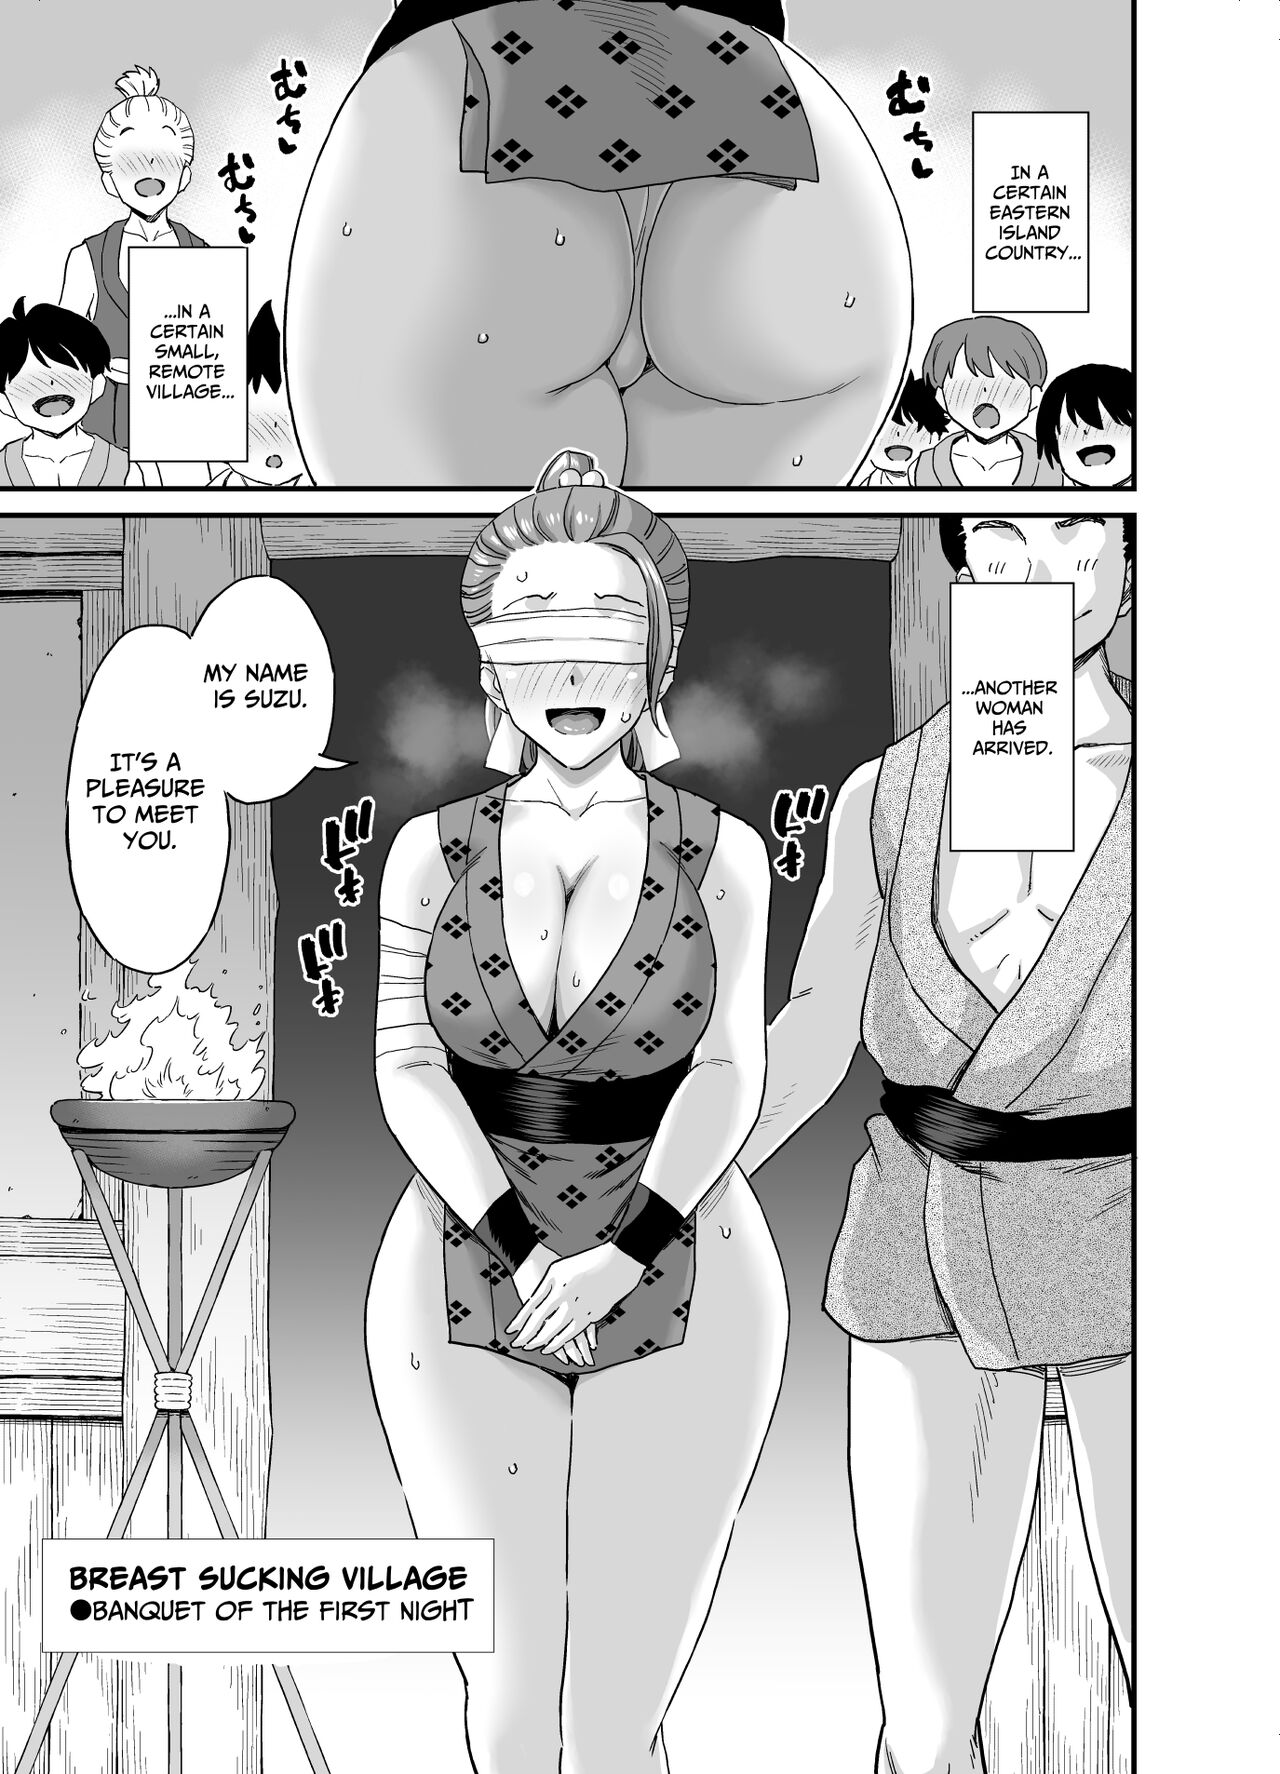 IN A
CERTAIN
EASTERN
ISLAND
COUNTRY...
むち
むち
むち
...IN A
CERTAIN
SMALL,
REMOTE
VILLAGE...
...ANOTHER
WOMAN
HAS
ARRIVED.
MY NAME
IS SUZU.
IT'S A
PLEASURE
TO MEET
YOU.
ドキ
ドキ
ドキ
BREAST SUCKING VILLAGE
●BANQUET OF THE FIRST NIGHT